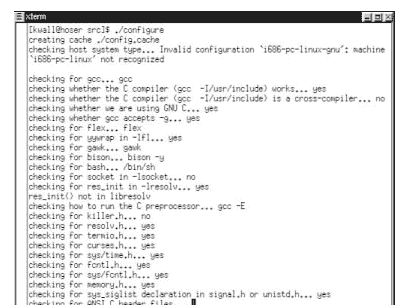 xterm
[kwall@hoser src]$ ./configure
creating cache ./config.cache
checking host system type... Invalid configuration `i686-pc-linux-gnu': machine
`i686-pc-linux' not recognized
checking for gcc... gcc
checking whether the C compiler (gcc  -I/usr/include) works... yes
checking whether the C compiler (gcc  -I/usr/include) is a cross-compiler... no
checking whether we are using GNU C... yes
checking whether gcc accepts -g... yes
checking for flex... flex
checking for yywrap in -lfl... yes
checking for gawk... gawk
checking for bison... bison -y
checking for bash... /bin/sh
checking for socket in -lsocket... no
checking for res_init in -lresolv... yes
res_init() not in libresolv
checking how to run the C preprocessor... gcc -E
checking for killer.h... no
checking for resolv.h... yes
checking for termio.h... yes
checking for curses.h... yes
checking for sys/time.h... yes
checking for fcntl.h... yes
checking for sys/fcntl.h... yes
checking for memory.h... yes
checking for sys_siglist declaration in signal.h or unistd.h... yes
checking for ANSI C header files...